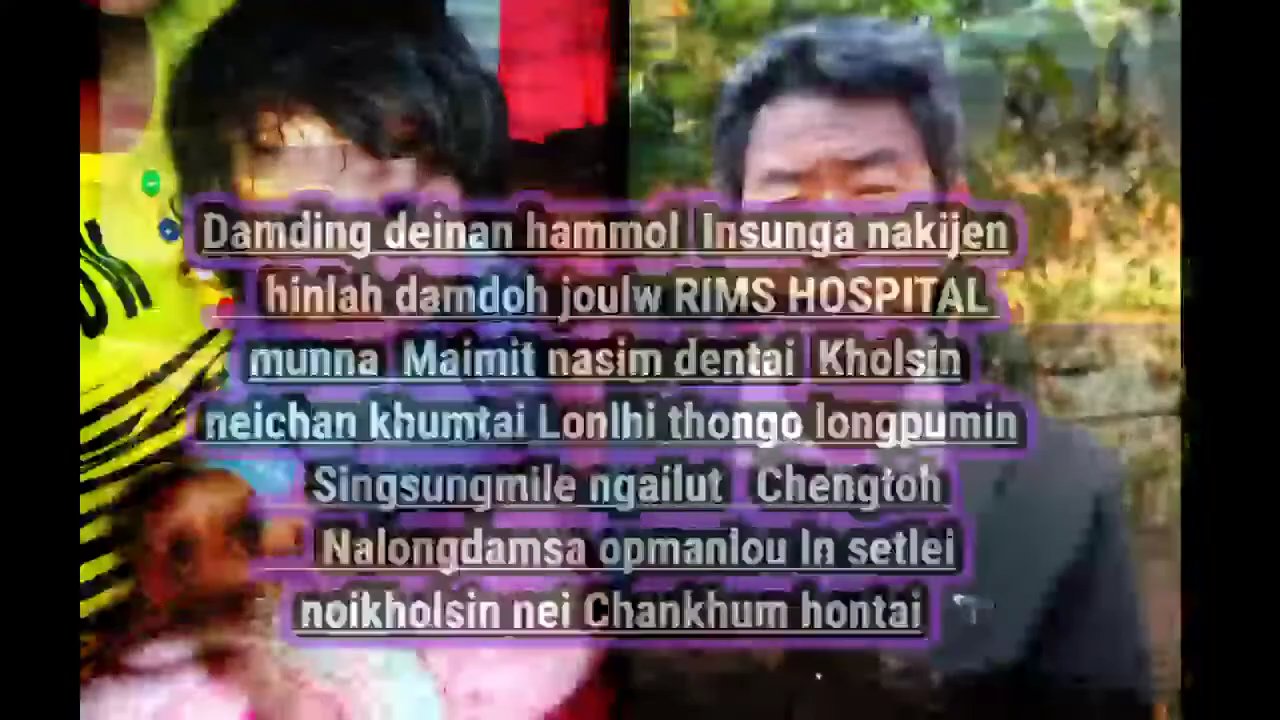 Damding deinan hammol Insunga nakijen
hinlah damdoh joulw RIMS HOSPITAL
munna Maimit nasim dentai Kholsin
neichan khumtai Lonlhi thongo longpumin
Singsungmile ngailut Chengtoh
Nalongdamsa opmanlou In setlei
noikholsin nei Chankhum hontai